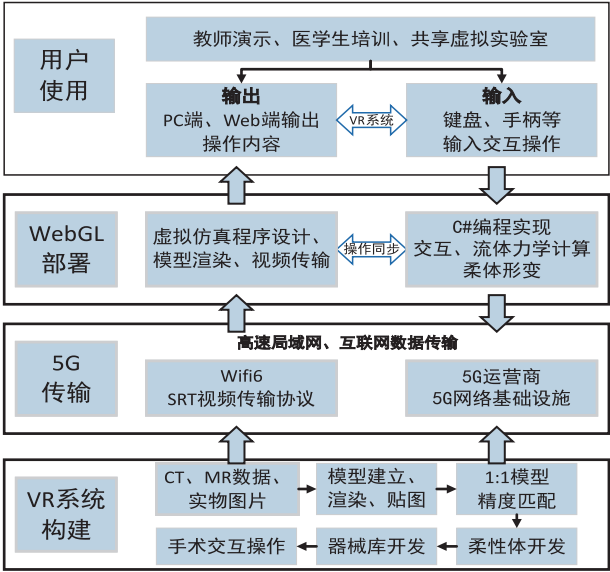 用户
使用
教师演示、医学生培训、共享虚拟实验室
输出
PC端、Web端输出
操作内容
VR系统
输入
键盘、手柄等
输入交互操作
WebGL
部署
虚拟仿真程序设计、
模型渲染、视频传输
操作同步
C#编程实现
交互、流体力学计算
柔体形变
5G
传输
高速局域网、互联网数据传输
Wifi6
SRT视频传输协议
5G运营商
5G网络基础设施
VR系统
构建
CT、MR数据、
实物图片
模型建立、
渲染、贴图
1:1模型
精度匹配
手术交互操作
器械库开发
柔性体开发